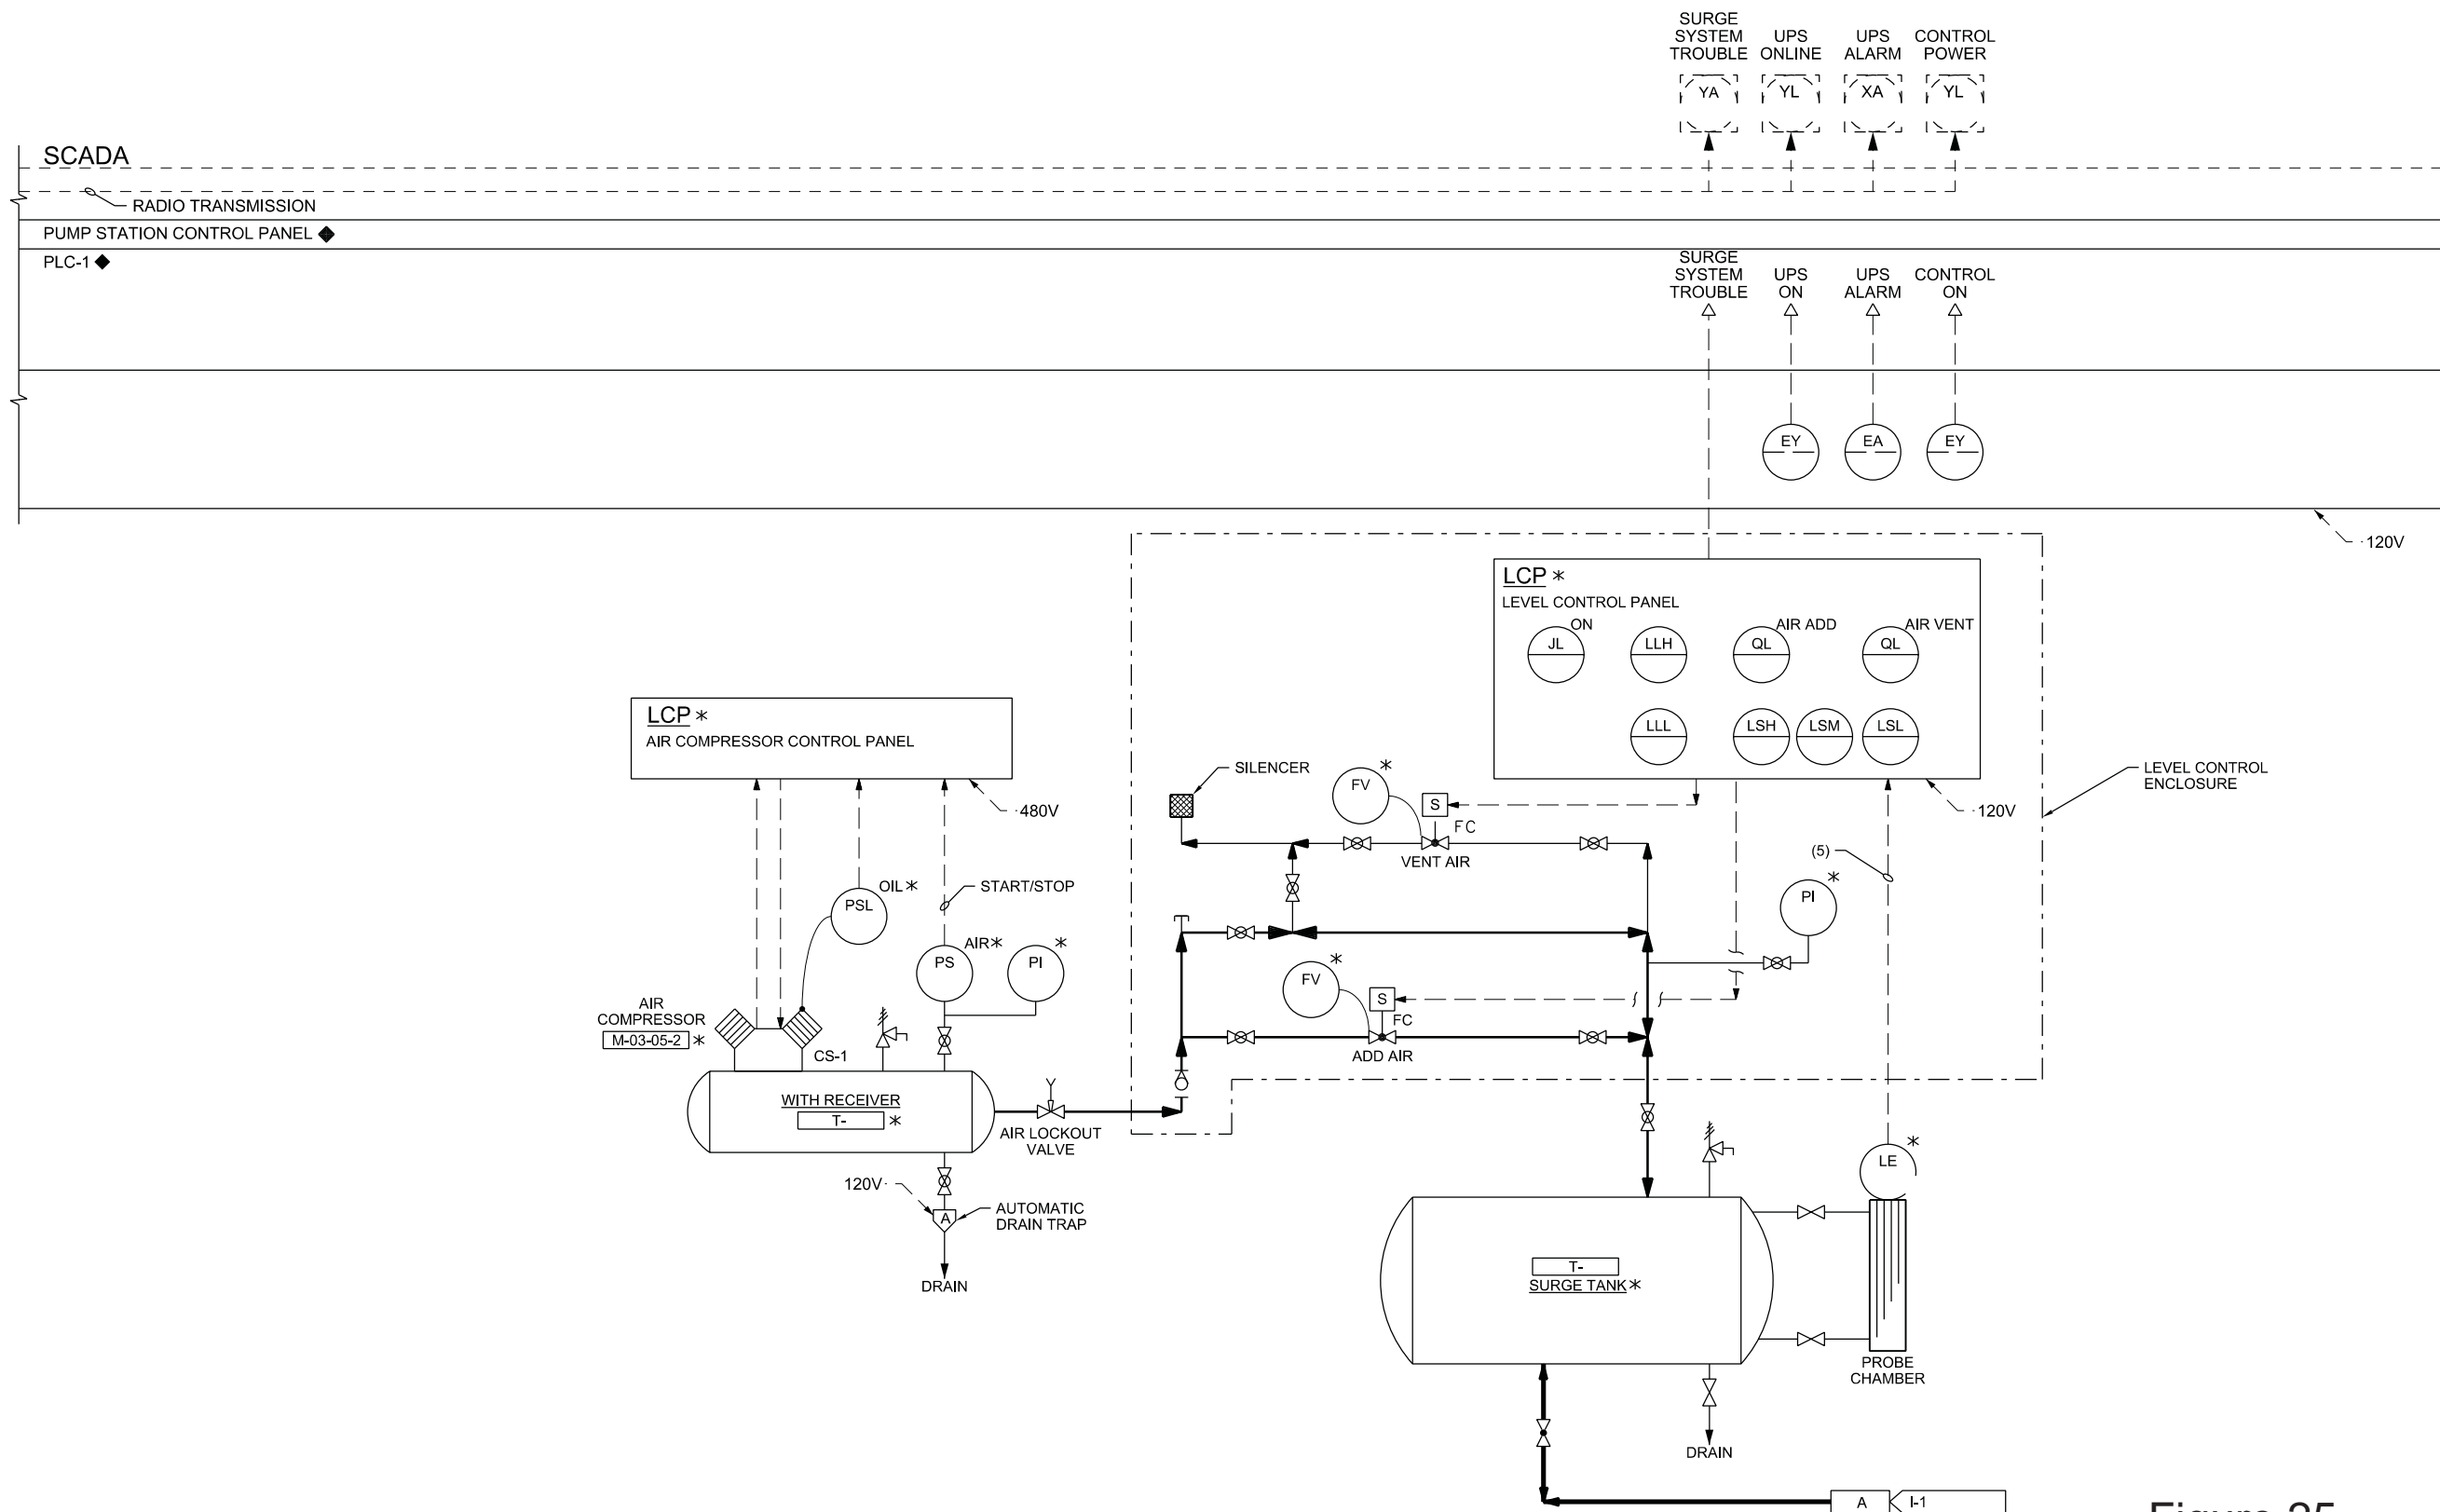 SURGE
SYSTEM
TROUBLE
UPS
ONLINE
UPS
ALARM
CONTROL
POWER
YA
YL
XA
YL
SCADA
RADIO TRANSMISSION
PUMP STATION CONTROL PANEL
PLC-1
SURGE
SYSTEM
TROUBLE
UPS
ON
UPS
ALARM
CONTROL
ON
EY
EA
EY
120V
LCP *
LEVEL CONTROL PANEL
ON
JL
LLH
AIR ADD
QL
AIR VENT
QL
LLL
LSH
LSM
LSL
LCP *
AIR COMPRESSOR CONTROL PANEL
480V
SILENCER
FV
*
S
FC
VENT AIR
120V
LEVEL CONTROL
ENCLOSURE
(5)
OIL *
PSL
START/STOP
AIR *
PS
PI
*
PI
*
FV
*
S
FC
ADD AIR
AIR
COMPRESSOR
M-03-05-2 *
CS-1
WITH RECEIVER
T- *
AIR LOCKOUT
VALVE
120V
A
AUTOMATIC
DRAIN TRAP
DRAIN
LE
*
T-
SURGE TANK *
PROBE
CHAMBER
DRAIN
A
I-1
Figure 25